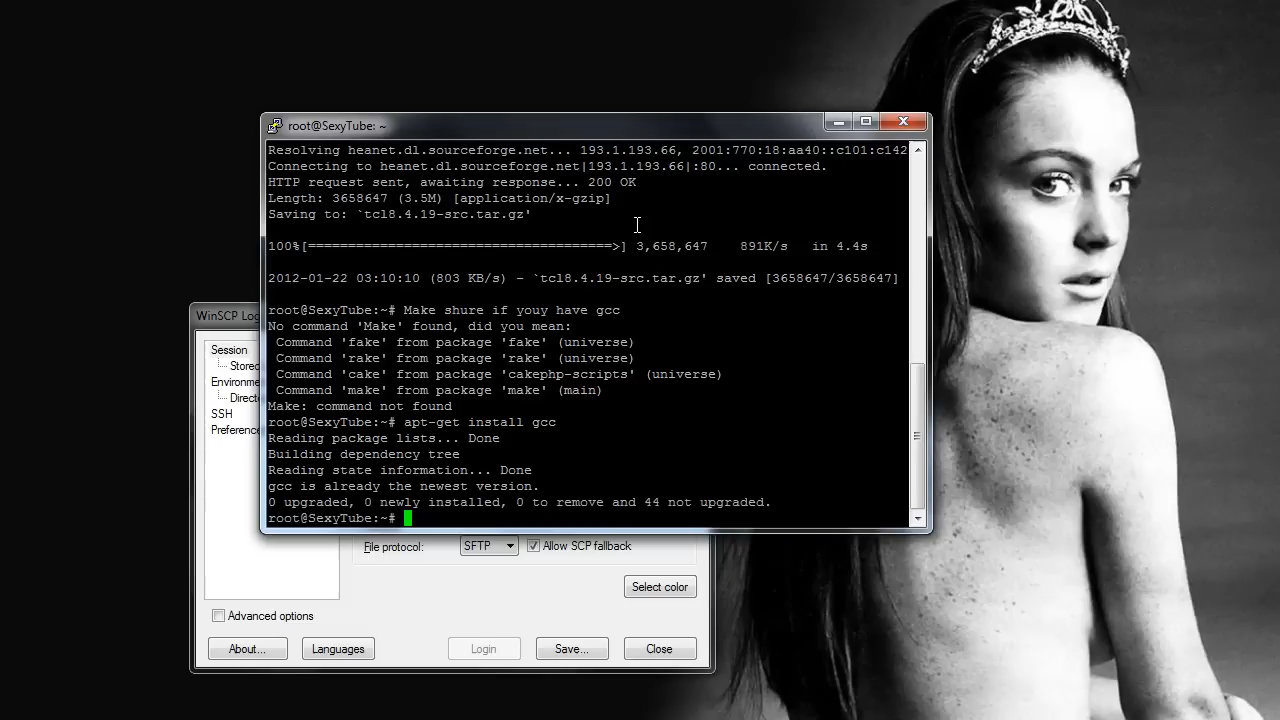 root@SexyTube: ~
Resolving heanet.dl.sourceforge.net... 193.1.193.66, 2001:770:18:aa40::c101:c142
Connecting to heanet.dl.sourceforge.net|193.1.193.66|:80... connected.
HTTP request sent, awaiting response... 200 OK
Length: 3658647 (3.5M) [application/x-gzip]
Saving to: `tcl8.4.19-src.tar.gz'
100%[======================================>] 3,658,647 891K/s in 4.4s
2012-01-22 03:10:10 (803 KB/s) - `tcl8.4.19-src.tar.gz' saved [3658647/3658647]
root@SexyTube:~# Make shure if youy have gcc
No command 'Make' found, did you mean:
Command 'fake' from package 'fake' (universe)
Command 'rake' from package 'rake' (universe)
Command 'cake' from package 'cakephp-scripts' (universe)
Command 'make' from package 'make' (main)
Make: command not found
root@SexyTube:~# apt-get install gcc
Reading package lists... Done
Building dependency tree
Reading state information... Done
gcc is already the newest version.
0 upgraded, 0 newly installed, 0 to remove and 44 not upgraded.
root@SexyTube:~#
WinSCP Log
Session
Stored
Environme
Direct
SSH
Preference
File protocol: SFTP Allow SCP fallback
Select color
Advanced options
About... Languages Login Save... Close